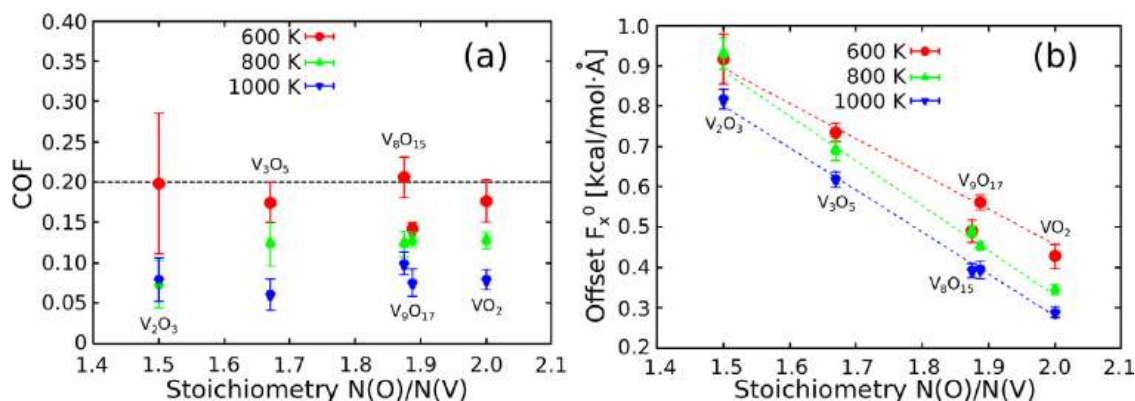 (a)
600 K
800 K
1000 K
COF
0.40
0.35
0.30
0.25
0.20
0.15
0.10
0.05
0
V₃O₅
V₈O₁₅
V₂O₃
V₉O₁₇
VO₂
1.4 1.5 1.6 1.7 1.8 1.9 2.0 2.1
Stoichiometry N(O)/N(V)
(b)
600 K
800 K
1000 K
Offset Fₓ⁰ [kcal/mol·Å]
1.0
0.9
0.8
0.7
0.6
0.5
0.4
0.3
0.2
V₂O₃
V₃O₅
V₉O₁₇
VO₂
V₈O₁₅
1.4 1.5 1.6 1.7 1.8 1.9 2.0 2.1
Stoichiometry N(O)/N(V)